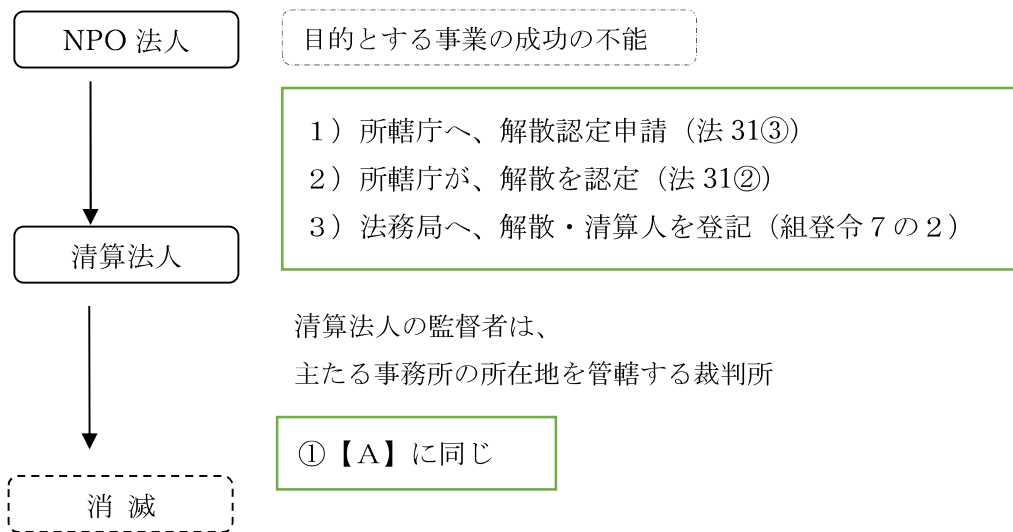 NPO 法人
目的とする事業の成功の不能
１）所轄庁へ、解散認定申請（法 31③）
２）所轄庁が、解散を認定（法 31②）
３）法務局へ、解散・清算人を登記（組登令７の２）
清算法人
清算法人の監督者は、
主たる事務所の所在地を管轄する裁判所
①【Ａ】に同じ
消 滅